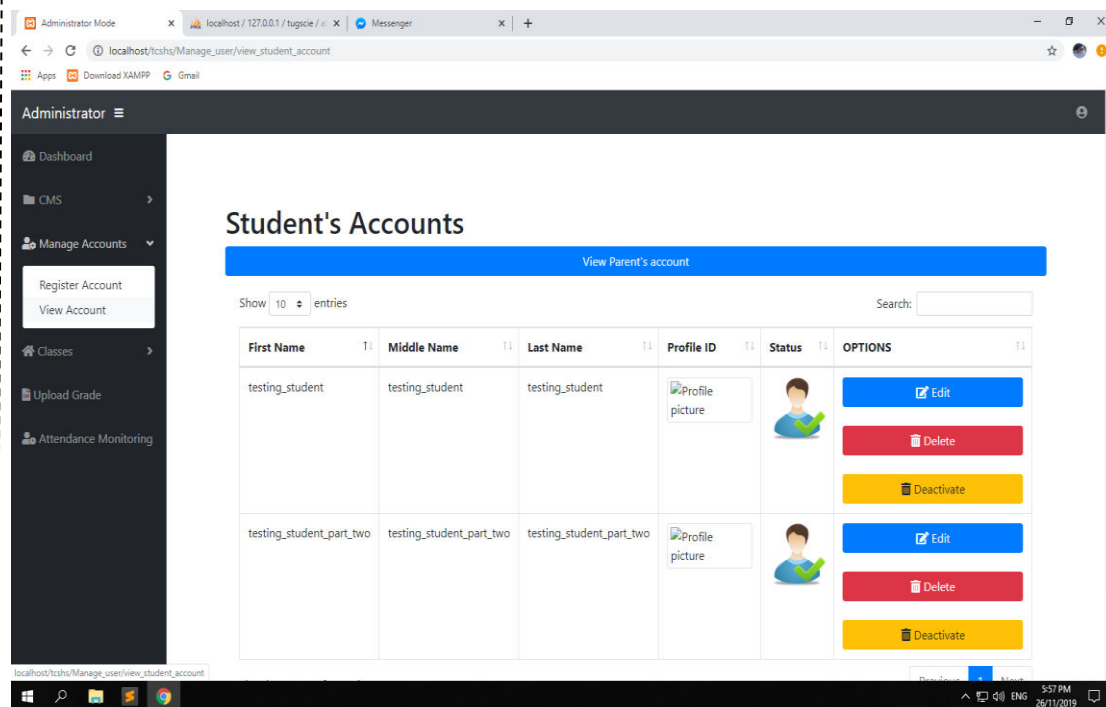 Administrator Mode
localhost / 127.0.0.1 / tugscie /
Messenger
localhost/tcshs/Manage_user/view_student_account
Apps Download XAMPP G Gmail
Administrator
Dashboard
CMS
Manage Accounts
Register Account
View Account
Classes
Upload Grade
Attendance Monitoring
Student's Accounts
View Parent's account
Show 10 entries Search:
First Name Middle Name Last Name Profile ID Status OPTIONS
testing_student testing_student testing_student Profile picture Edit
Delete
Deactivate
testing_student_part_two testing_student_part_two testing_student_part_two Profile picture Edit
Delete
Deactivate
Previous 1 Next
localhost/tcshs/Manage_user/view_student_account
ENG 5:57 PM
26/11/2019